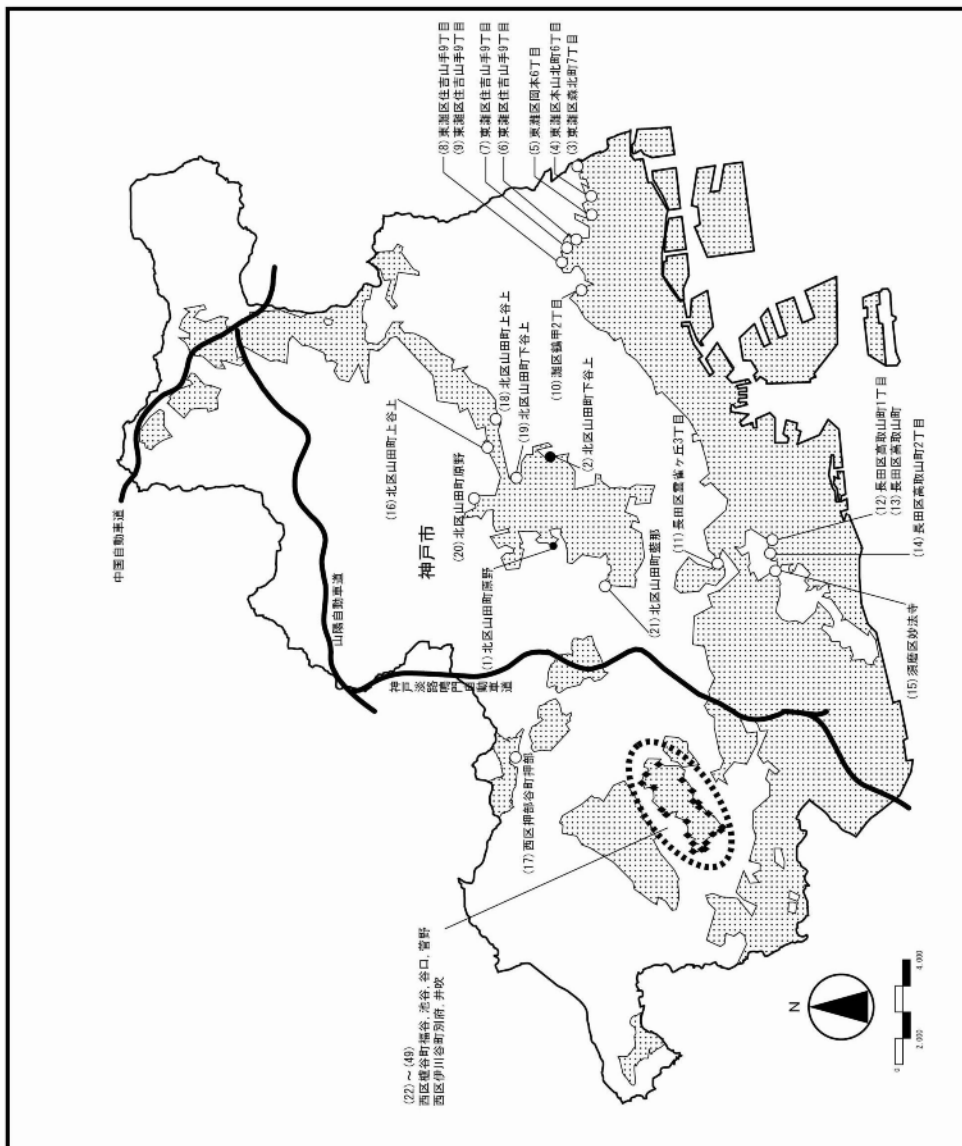 (8)東灘区住吉山手9丁目
(9)東灘区住吉山手9丁目
(7)東灘区住吉山手9丁目
(6)東灘区住吉山手9丁目
(5)東灘区岡本6丁目
(4)東灘区本山北町6丁目
(3)東灘区森北町7丁目
中国自動車道
山陽自動車道
神戸淡路鳴門自動車道
神戸市
(16)北区山田町上谷上
(18)北区山田町上谷上
(19)北区山田町下谷上
(20)北区山田町原野
(10)灘区鶴甲2丁目
(2)北区山田町下谷上
(1)北区山田町原野
(21)北区山田町藍那
(11)長田区雲雀ヶ丘3丁目
(12)長田区高取山町1丁目
(13)長田区高取山町
(14)長田区高取山町2丁目
(15)須磨区妙法寺
(17)西区押部谷町押部
(22)~(49)
西区櫨谷町福谷, 池谷, 谷口, 菅野
西区伊川谷町別府, 井吹
N
0 2,000 4,000